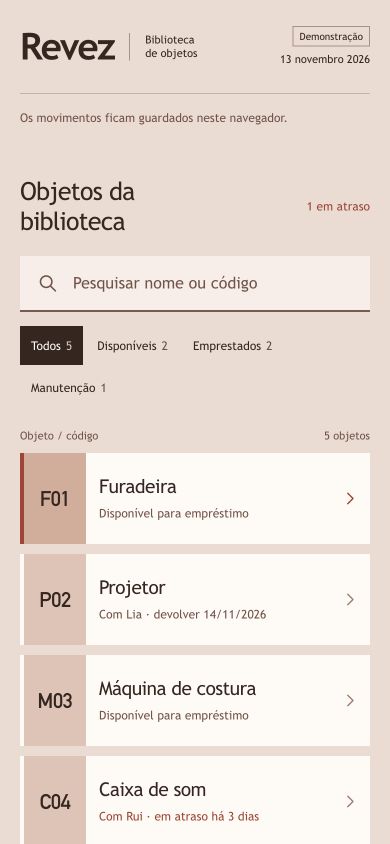 Revez
Biblioteca
de objetos
Demonstração
13 novembro 2026
Os movimentos ficam guardados neste navegador.
Objetos da
biblioteca
1 em atraso
Pesquisar nome ou código
Todos 5
Disponíveis 2
Emprestados 2
Manutenção 1
Objeto / código
5 objetos
F01
Furadeira
Disponível para empréstimo
P02
Projetor
Com Lia · devolver 14/11/2026
M03
Máquina de costura
Disponível para empréstimo
C04
Caixa de som
Com Rui · em atraso há 3 dias